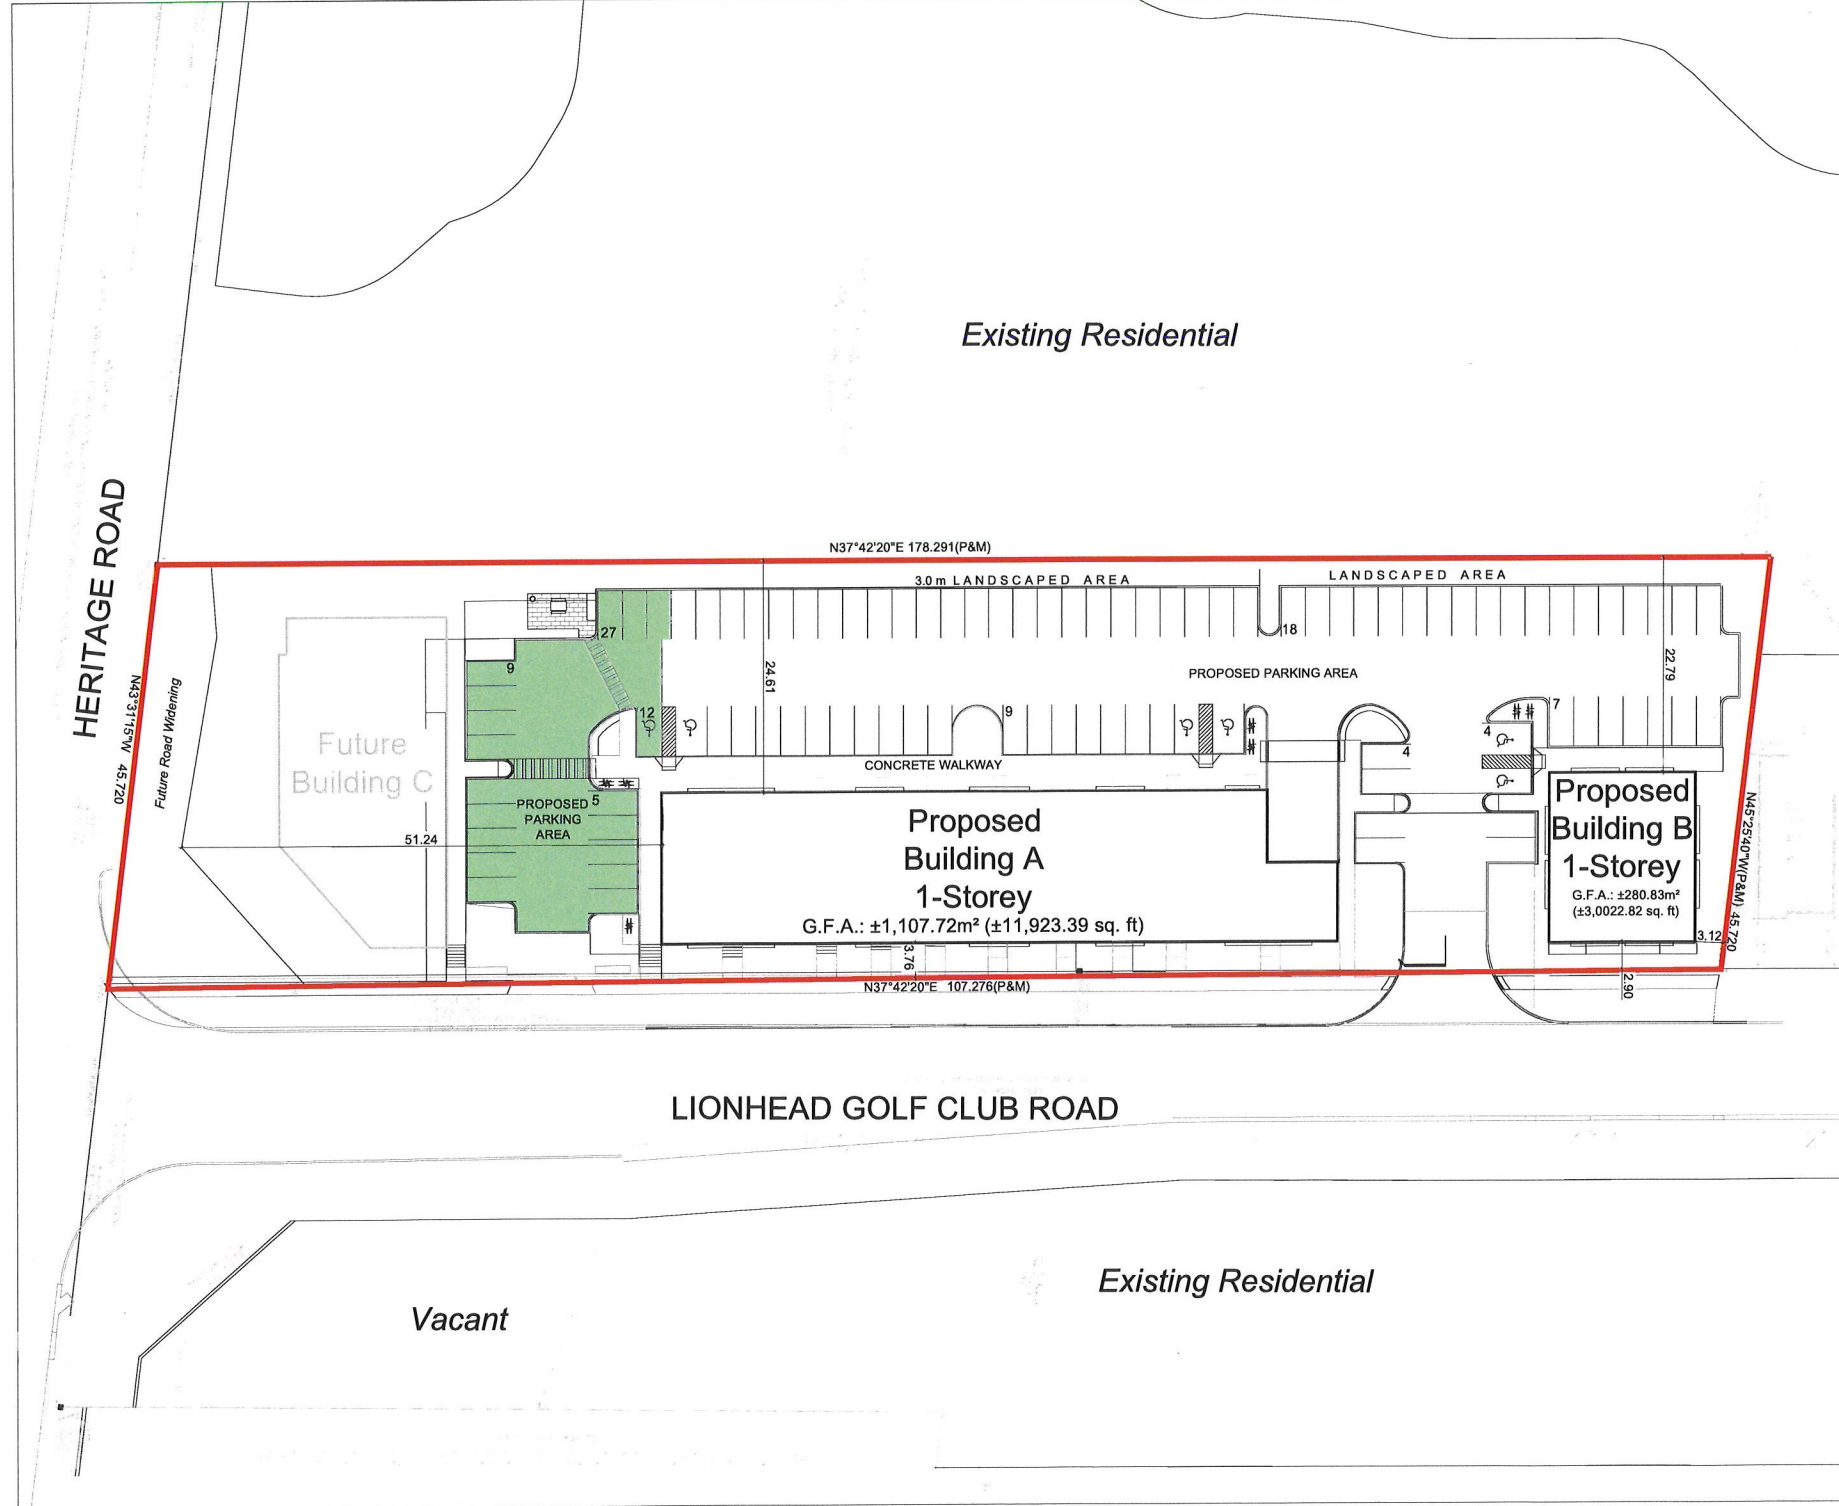 Existing Residential
HERITAGE ROAD
N37°42'20"E 178.291(P&M)
3.0 m LANDSCAPED AREA
LANDSCAPED AREA
N43°31'15"W 45.720
Future Road Widening
27
18
9
24.61
22.79
PROPOSED PARKING AREA
12
9
7
4
4
Future
Building C
CONCRETE WALKWAY
PROPOSED
PARKING
AREA
5
51.24
Proposed
Building A
1-Storey
G.F.A.: ±1,107.72m² (±11,923.39 sq. ft)
Proposed
Building B
1-Storey
G.F.A.: ±280.83m²
(±3,0022.82 sq. ft)
N45°25'40"W(P&M) 45.720
3.12
3.76
2.90
N37°42'20"E 107.276(P&M)
LIONHEAD GOLF CLUB ROAD
Existing Residential
Vacant